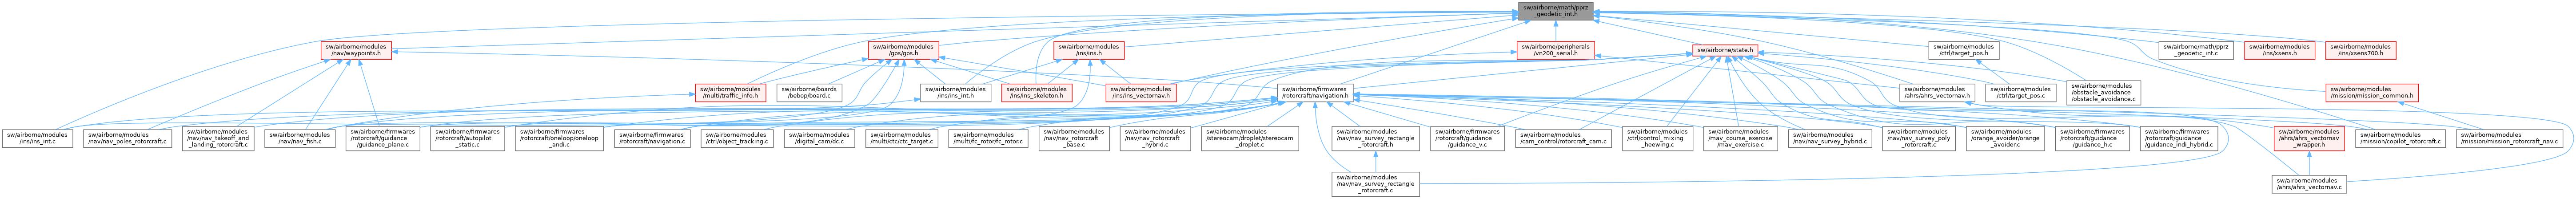 sw/airborne/math/pprz
_geodetic_int.h
sw/airborne/modules
/nav/waypoints.h
sw/airborne/modules
/gps/gps.h
sw/airborne/modules
/ins/ins.h
sw/airborne/peripherals
/vn200_serial.h
sw/airborne/state.h
sw/airborne/modules
/ctrl/target_pos.h
sw/airborne/math/pprz
_geodetic_int.c
sw/airborne/modules
/ins/xsens.h
sw/airborne/modules
/ins/xsens700.h
sw/airborne/modules
/multi/traffic_info.h
sw/airborne/boards
/bebop/board.c
sw/airborne/modules
/ins/ins_int.h
sw/airborne/modules
/ins/ins_skeleton.h
sw/airborne/modules
/ins/ins_vectornav.h
sw/airborne/firmwares
/rotorcraft/navigation.h
sw/airborne/modules
/ahrs/ahrs_vectornav.h
sw/airborne/modules
/ctrl/target_pos.c
sw/airborne/modules
/obstacle_avoidance
/obstacle_avoidance.c
sw/airborne/modules
/mission/mission_common.h
sw/airborne/modules
/ins/ins_int.c
sw/airborne/modules
/nav/nav_poles_rotorcraft.c
sw/airborne/modules
/nav/nav_takeoff_and
_landing_rotorcraft.c
sw/airborne/modules
/nav/nav_fish.c
sw/airborne/firmwares
/rotorcraft/guidance
/guidance_plane.c
sw/airborne/firmwares
/rotorcraft/autopilot
_static.c
sw/airborne/firmwares
/rotorcraft/oneloop/oneloop
_andi.c
sw/airborne/firmwares
/rotorcraft/navigation.c
sw/airborne/modules
/ctrl/object_tracking.c
sw/airborne/modules
/digital_cam/dc.c
sw/airborne/modules
/multi/ctc/ctc_target.c
sw/airborne/modules
/multi/fc_rotor/fc_rotor.c
sw/airborne/modules
/nav/nav_rotorcraft
_base.c
sw/airborne/modules
/nav/nav_rotorcraft
_hybrid.c
sw/airborne/modules
/stereocam/droplet/stereocam
_droplet.c
sw/airborne/modules
/nav/nav_survey_rectangle
_rotorcraft.h
sw/airborne/firmwares
/rotorcraft/guidance
/guidance_v.c
sw/airborne/modules
/cam_control/rotorcraft_cam.c
sw/airborne/modules
/ctrl/control_mixing
_heewing.c
sw/airborne/modules
/mav_course_exercise
/mav_exercise.c
sw/airborne/modules
/nav/nav_survey_hybrid.c
sw/airborne/modules
/nav/nav_survey_poly
_rotorcraft.c
sw/airborne/modules
/orange_avoider/orange
_avoider.c
sw/airborne/firmwares
/rotorcraft/guidance
/guidance_h.c
sw/airborne/firmwares
/rotorcraft/guidance
/guidance_indi_hybrid.c
sw/airborne/modules
/ahrs/ahrs_vectornav
_wrapper.h
sw/airborne/modules
/mission/copilot_rotorcraft.c
sw/airborne/modules
/mission/mission_rotorcraft_nav.c
sw/airborne/modules
/nav/nav_survey_rectangle
_rotorcraft.c
sw/airborne/modules
/ahrs/ahrs_vectornav.c